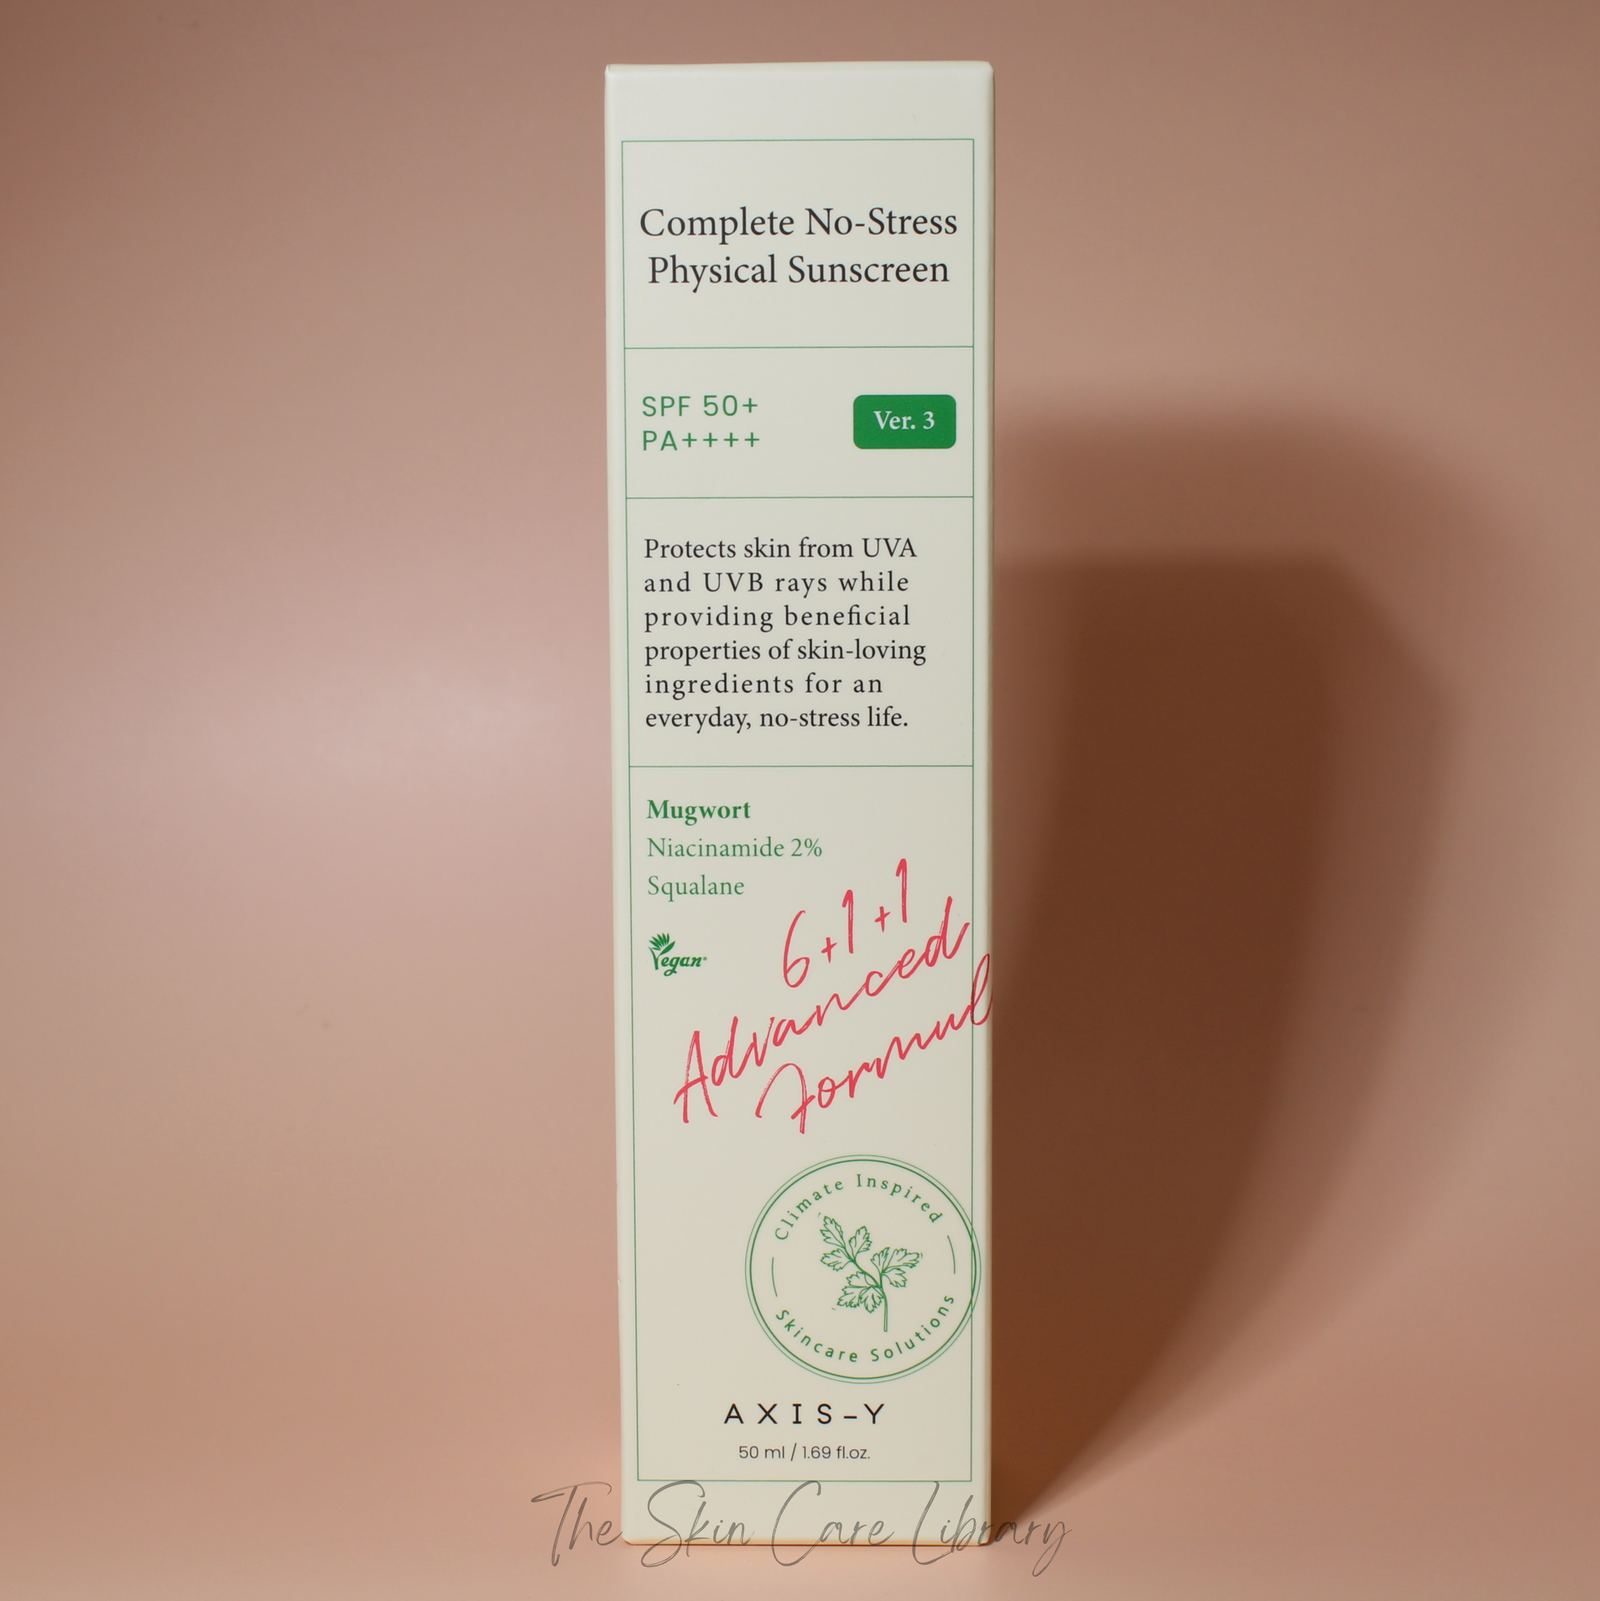 Complete No-Stress
Physical Sunscreen
SPF 50+
PA++++
Ver. 3
Protects skin from UVA
and UVB rays while
providing beneficial
properties of skin-loving
ingredients for an
everyday, no-stress life.
Mugwort
Niacinamide 2%
Squalane
Vegan
6+1+1
Advanced
Formul
Climate Inspired
Skincare Solutions
AXIS-Y
50 ml / 1.69 fl.oz.
The Skin Care Library